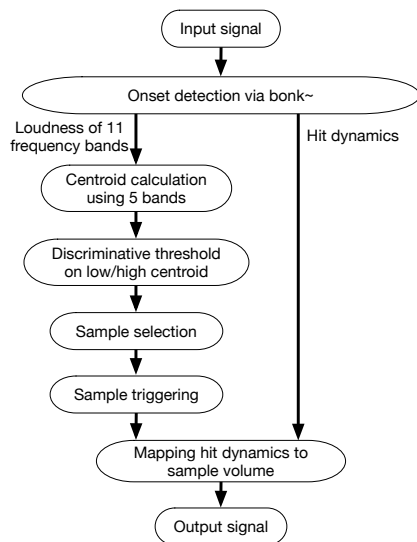 Input signal
Onset detection via bonk~
Loudness of 11
frequency bands
Hit dynamics
Centroid calculation
using 5 bands
Discriminative threshold
on low/high centroid
Sample selection
Sample triggering
Mapping hit dynamics to
sample volume
Output signal